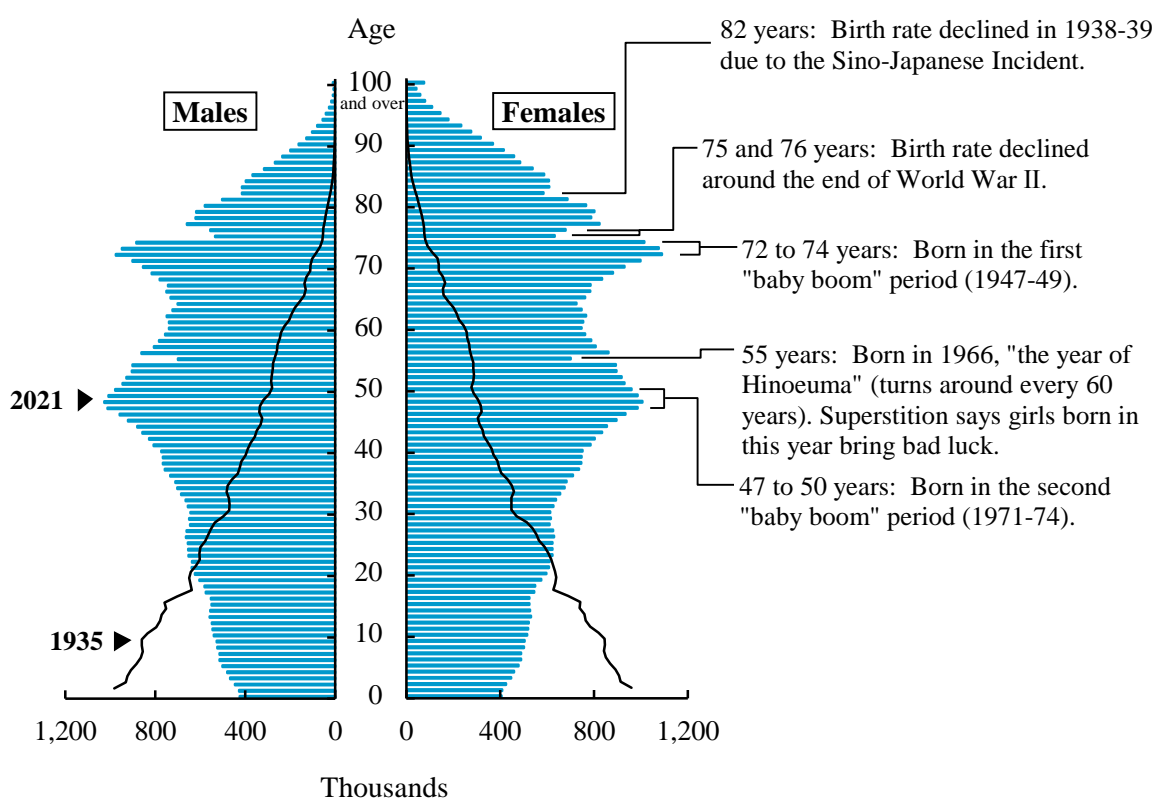 Age
Males
Females
100
and over
90
80
70
60
50
40
30
20
10
0
2021
1935
1,200
800
400
0
0
400
800
1,200
Thousands
82 years: Birth rate declined in 1938-39
due to the Sino-Japanese Incident.
75 and 76 years: Birth rate declined
around the end of World War II.
72 to 74 years: Born in the first
"baby boom" period (1947-49).
55 years: Born in 1966, "the year of
Hinoeuma" (turns around every 60
years). Superstition says girls born in
this year bring bad luck.
47 to 50 years: Born in the second
"baby boom" period (1971-74).